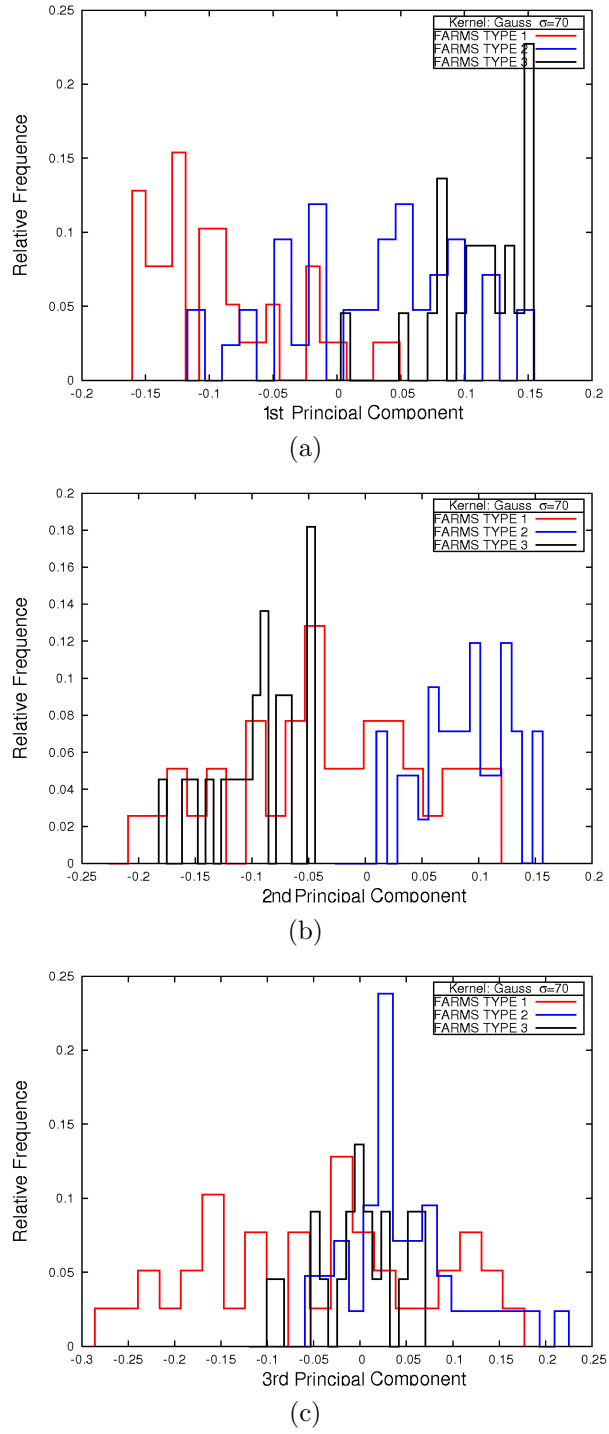 0.25
0.2
0.15
0.1
0.05
0
-0.2 -0.15 -0.1 -0.05 0 0.05 0.1 0.15 0.2
Relative Frequence
1st Principal Component
Kernel: Gauss σ=70
FARMS TYPE 1
FARMS TYPE 2
FARMS TYPE 3
(a)
0.2
0.18
0.16
0.14
0.12
0.1
0.08
0.06
0.04
0.02
0
-0.25 -0.2 -0.15 -0.1 -0.05 0 0.05 0.1 0.15 0.2
Relative Frequence
2nd Principal Component
Kernel: Gauss σ=70
FARMS TYPE 1
FARMS TYPE 2
FARMS TYPE 3
(b)
0.25
0.2
0.15
0.1
0.05
0
-0.3 -0.25 -0.2 -0.15 -0.1 -0.05 0 0.05 0.1 0.15 0.2 0.25
Relative Frequence
3rd Principal Component
Kernel: Gauss σ=70
FARMS TYPE 1
FARMS TYPE 2
FARMS TYPE 3
(c)